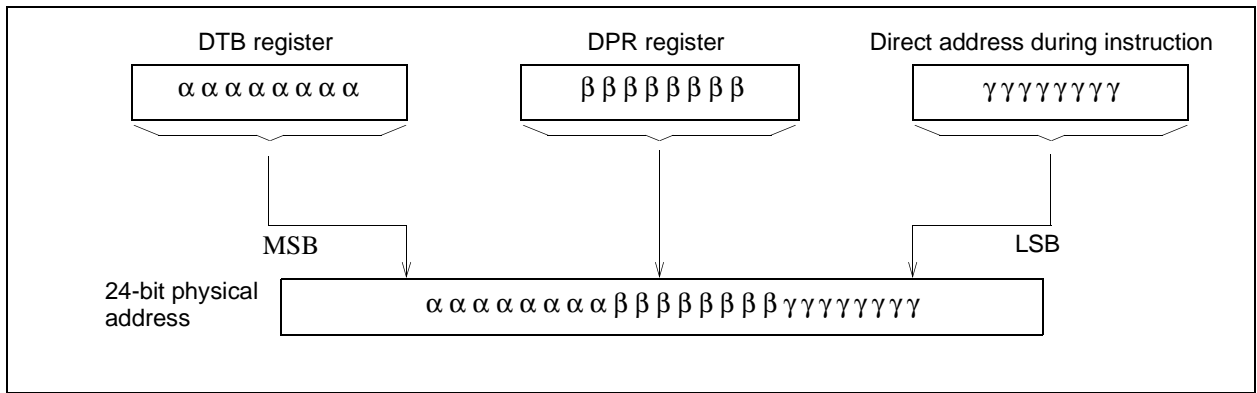 DTB register
DPR register
Direct address during instruction
α α α α α α α α
β β β β β β β β
γ γ γ γ γ γ γ γ
MSB
LSB
24-bit physical
address
α α α α α α α α β β β β β β β β γ γ γ γ γ γ γ γ